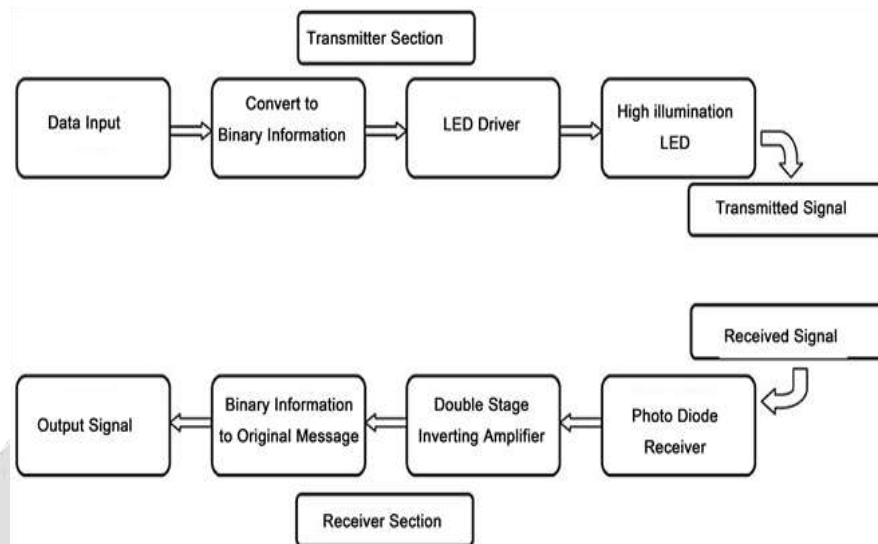 Transmitter Section
Data Input
Convert to
Binary Information
LED Driver
High illumination
LED
Transmitted Signal
Received Signal
Output Signal
Binary Information
to Original Message
Double Stage
Inverting Amplifier
Photo Diode
Receiver
Receiver Section